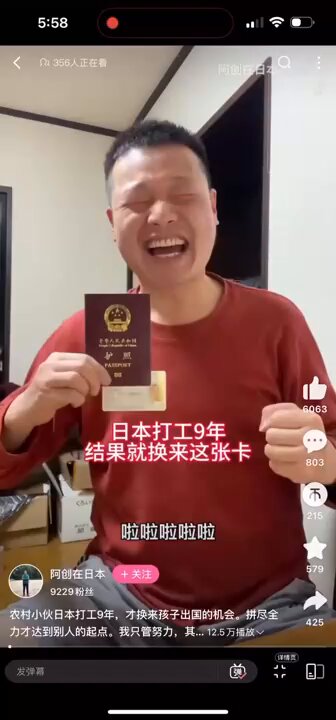 5:58
356人正在看
阿创在日本
中华人民共和国
护照
PASSPORT
日本打工9年
结果就换来这张卡
啦啦啦啦啦
6063
803
215
579
425
阿创在日本
+ 关注
9229粉丝
农村小伙日本打工9年，才换来孩子出国的机会。拼尽全
力才达到别人的起点。我只管努力，其... 12.5万播放
发弹幕
弹
详情页